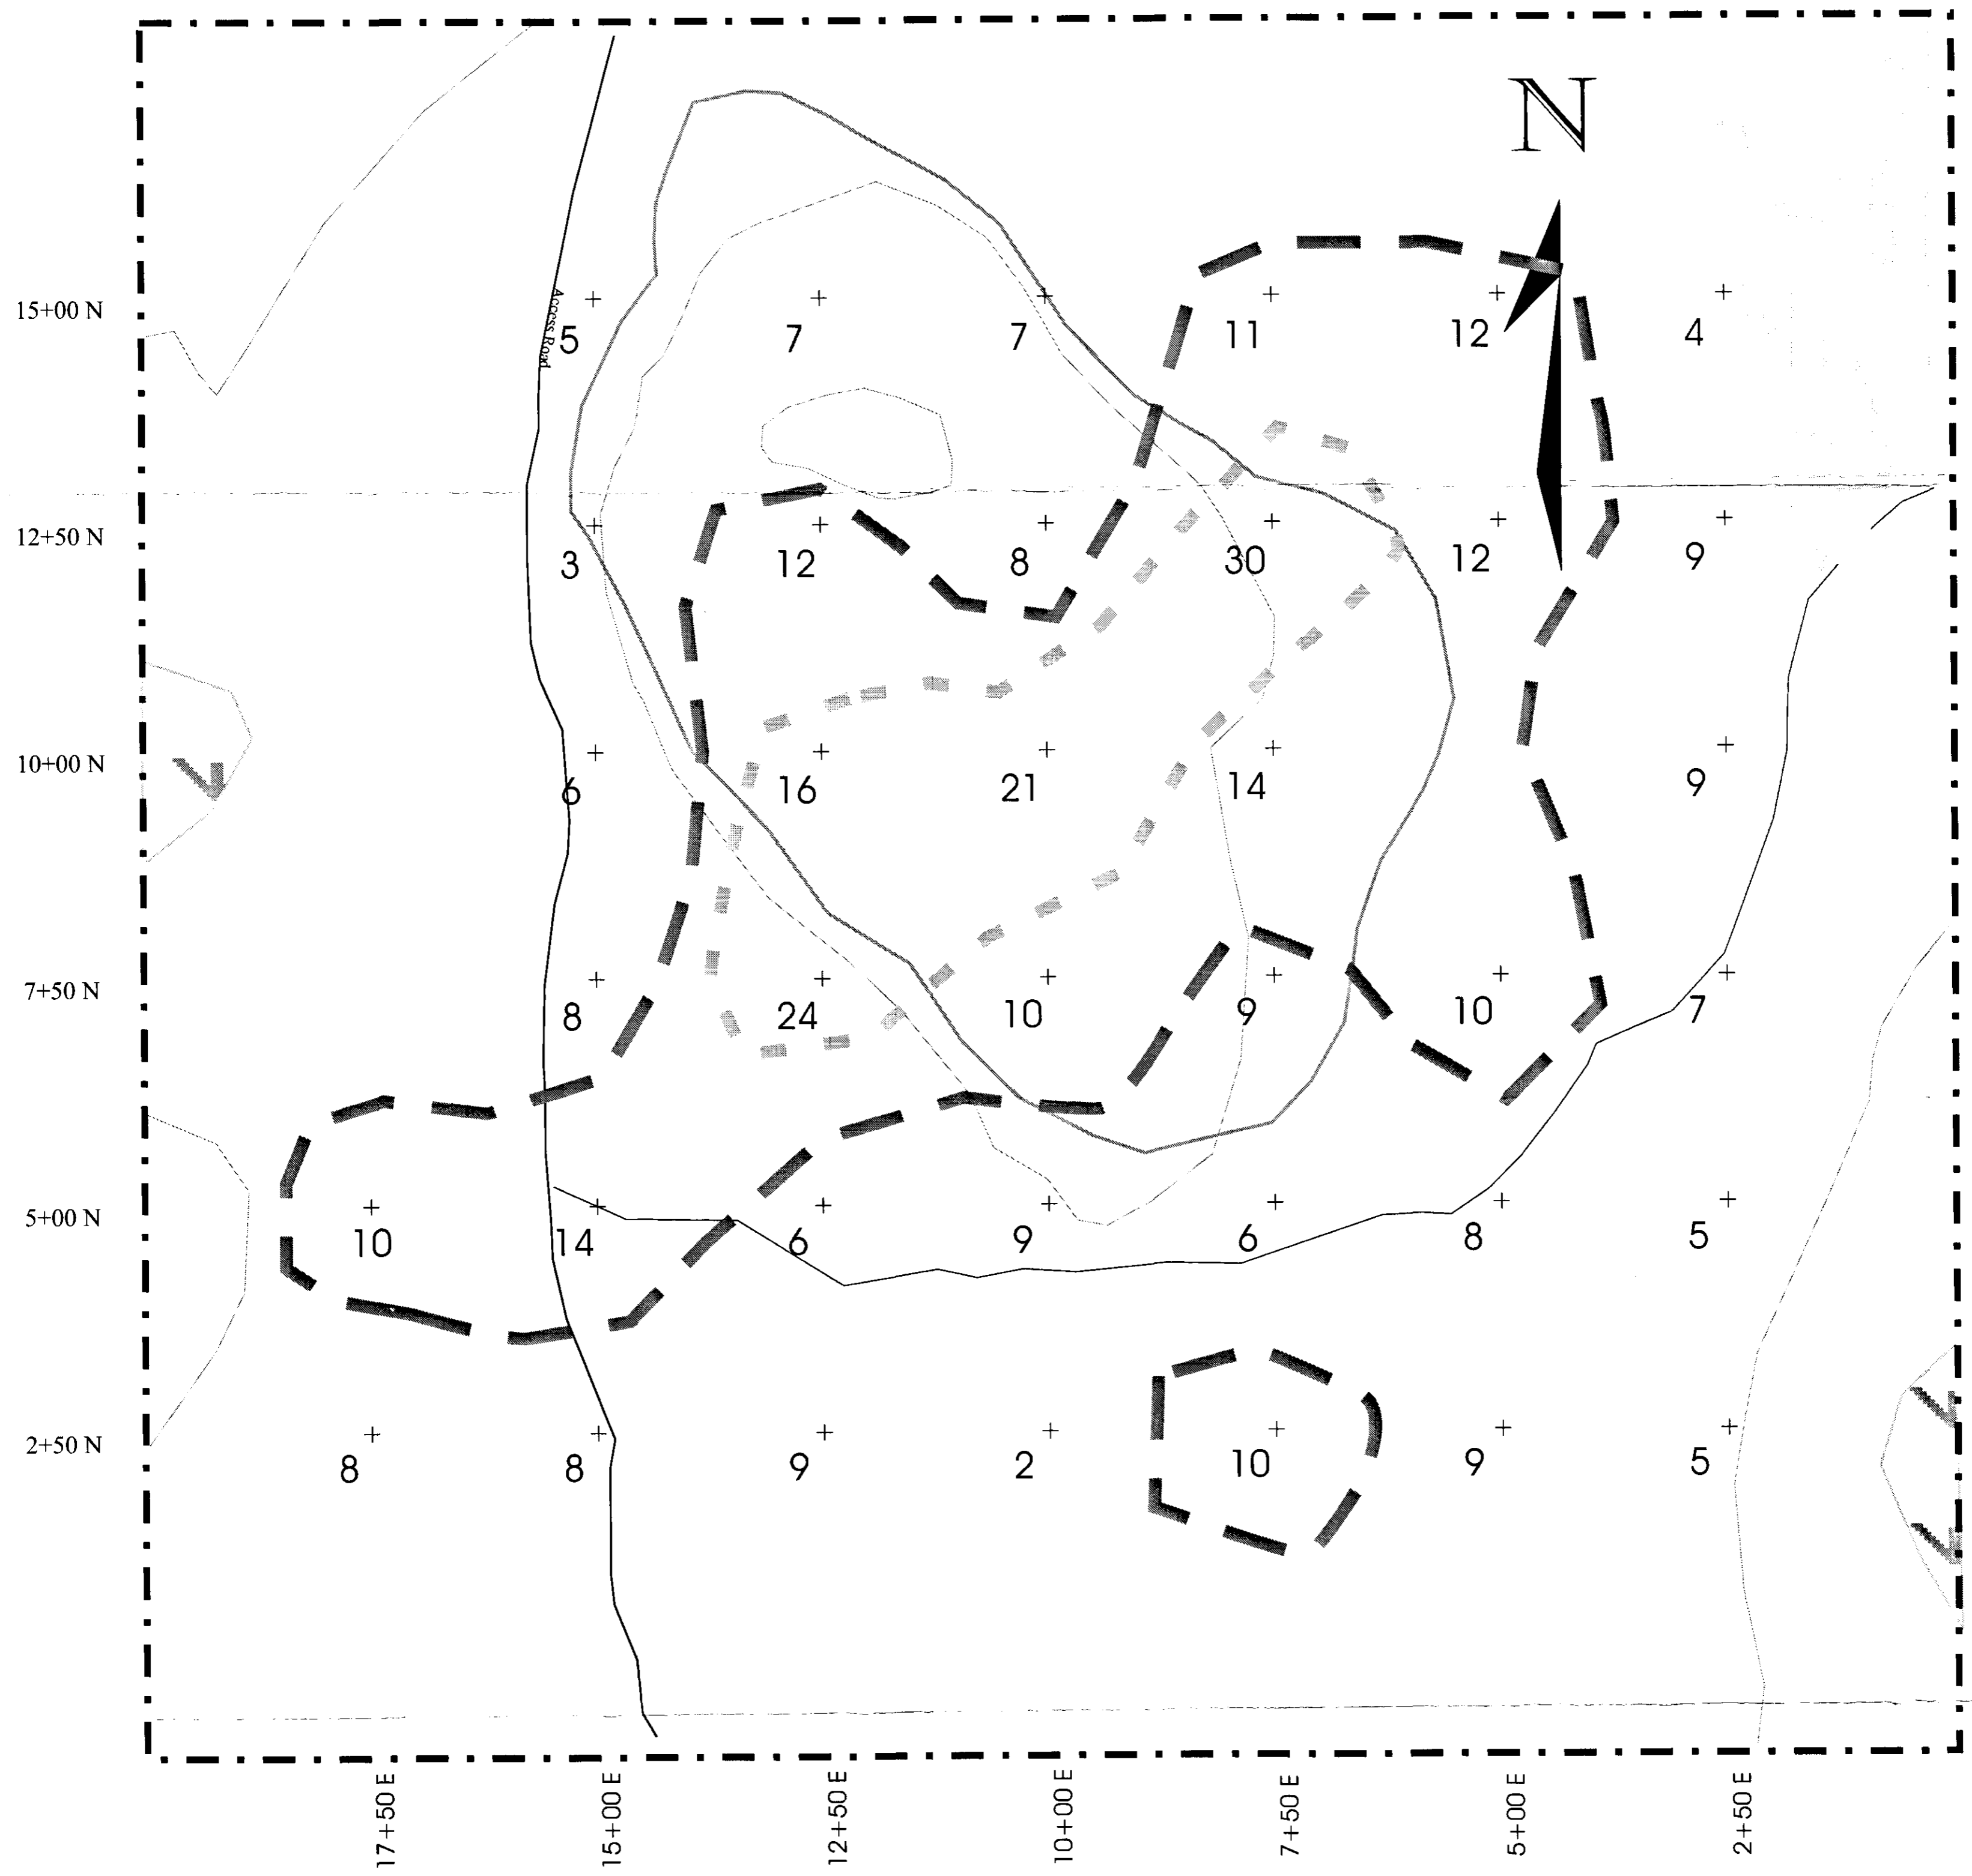 N
15+00 N
Access Road
5 7 7 11 12 4
12+50 N
3 12 8 30 12 9
10+00 N
6 16 21 14 9
7+50 N
8 24 10 9 10 7
5+00 N
10 14 6 9 6 8 5
2+50 N
8 8 9 2 10 9 5
17+50 E
15+00 E
12+50 E
10+00 E
7+50 E
5+00 E
2+50 E